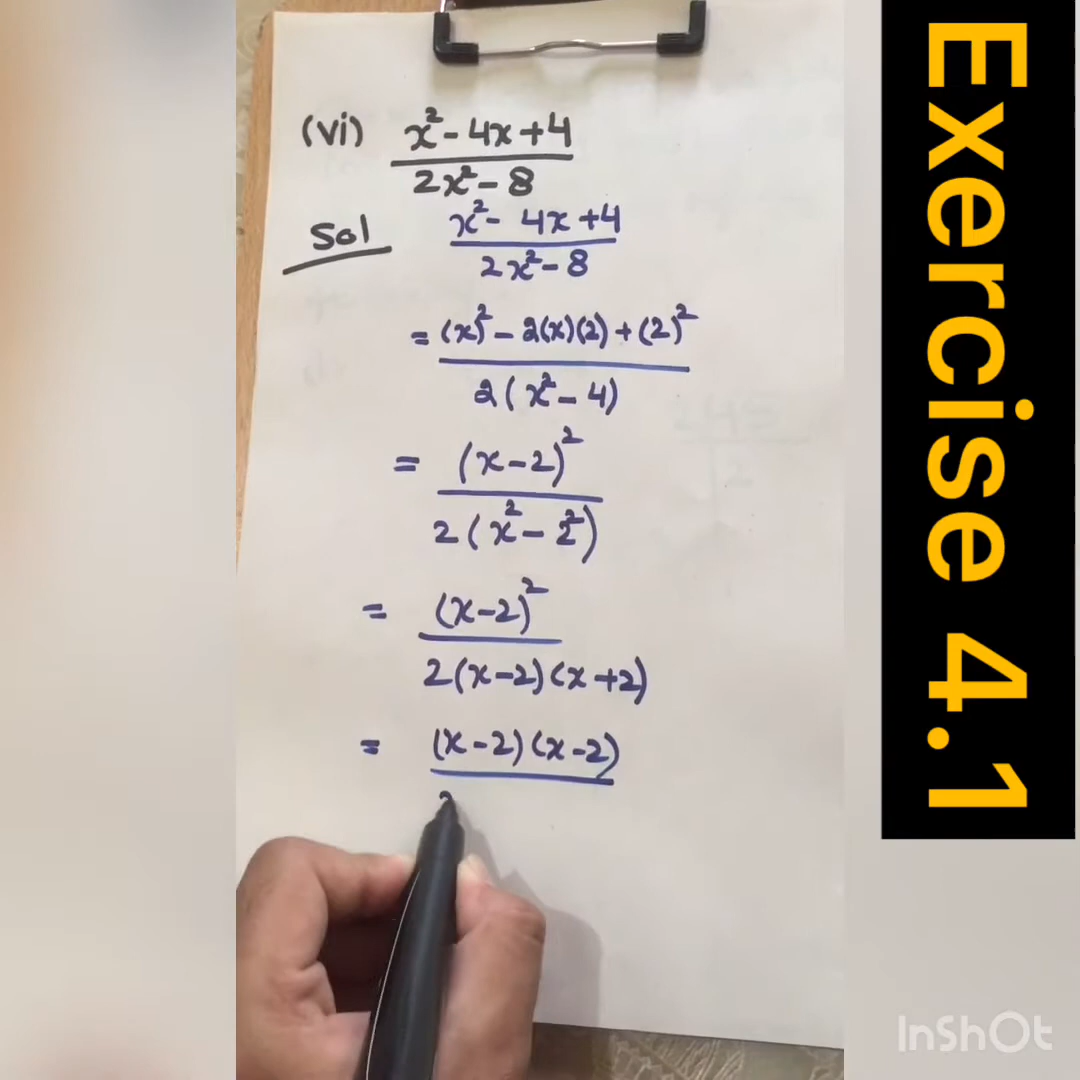 (vi) x² - 4x + 4
2x² - 8
Sol x² - 4x + 4
2x² - 8
= (x)² - 2(x)(2) + (2)²
2(x² - 4)
= (x - 2)²
2(x² - 2²)
= (x - 2)²
2(x - 2)(x + 2)
= (x - 2)(x - 2)
Exercise 4.1
InShOt